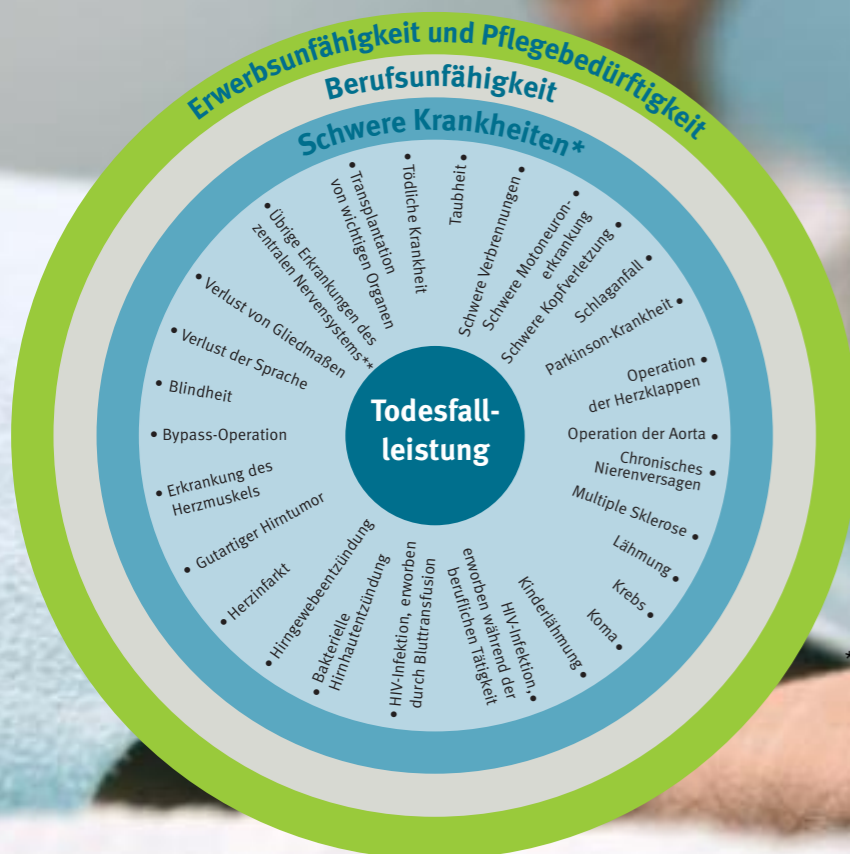 Erwerbsunfähigkeit und Pflegebedürftigkeit
Berufsunfähigkeit
Schwere Krankheiten*
• Tödliche Krankheit
Taubheit •
Schwere Verbrennungen •
Schwere Motoneuron- •
erkrankung
Schwere Kopfverletzung •
Schlaganfall •
Parkinson-Krankheit •
Operation •
der Herzklappen
Operation der Aorta •
Chronisches
Nierenversagen •
Multiple Sklerose •
Lähmung •
Krebs •
Koma •
Kinderlähmung •
HIV-Infektion, •
erworben während der
beruflichen Tätigkeit
• HIV-Infektion, erworben
durch Bluttransfusion
• Bakterielle
Hirnhautentzündung
• Hirngewebeentzündung
• Herzinfarkt
• Gutartiger Hirntumor
• Erkrankung des
Herzmuskels
• Bypass-Operation
• Blindheit
• Verlust der Sprache
• Verlust von Gliedmaßen
• Übrige Erkrankungen des
zentralen Nervensystems**
• Transplantation
von wichtigen Organen
Todesfall-
leistung
*